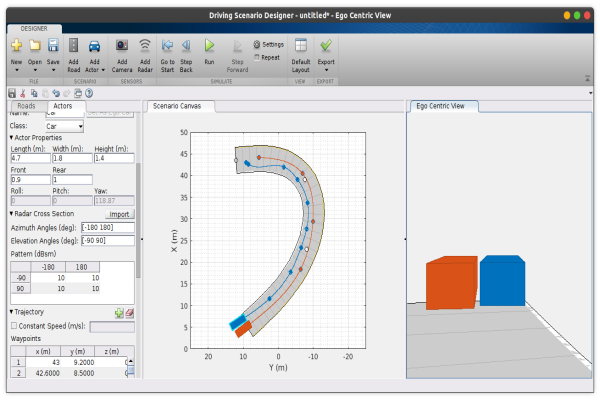 Driving Scenario Designer - untitled* - Ego Centric View
DESIGNER
New Open Save Add Road Add Actor Add Camera Add Radar Go to Start Step Back Run Step Forward Settings Repeat Default Layout Export
FILE SCENARIO SENSORS SIMULATE VIEW EXPORT
Roads Actors
Class: Car
Actor Properties
Length (m): Width (m): Height (m):
4.7 1.8 1.4
Front Rear
0.9 1
Roll: Pitch: Yaw:
0 0 118.87
Radar Cross Section Import
Azimuth Angles (deg): [-180 180]
Elevation Angles (deg): [-90 90]
Pattern (dBsm)
-180 180
-90 10 10
90 10 10
Trajectory
Constant Speed (m/s):
Waypoints
x (m) y (m) z (m)
1 43 9.2000
2 42.6000 8.5000
Scenario Canvas
50
45
40
35
30
25
20
15
10
5
0
X (m)
20 10 0 -10 -20
Y (m)
Ego Centric View